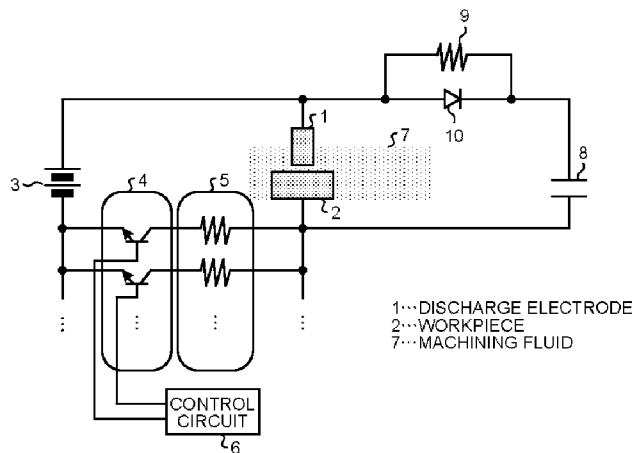 9
1
7
10
3
4
5
8
2
1···DISCHARGE ELECTRODE
2···WORKPIECE
7···MACHINING FLUID
CONTROL
CIRCUIT
6